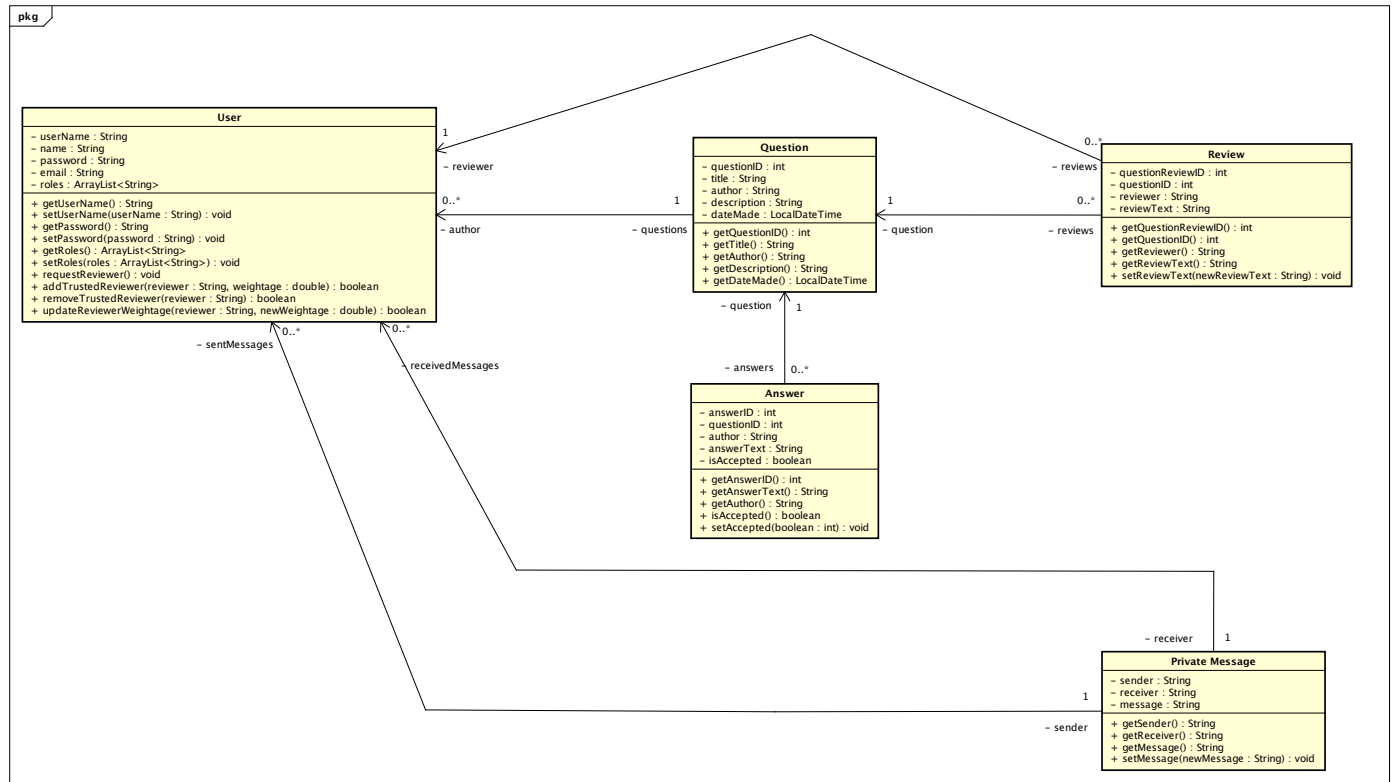 pkg
User
– userName : String
– name : String
– password : String
– email : String
– roles : ArrayList<String>
+ getUserName() : String
+ setUserName(userName : String) : void
+ getPassword() : String
+ setPassword(password : String) : void
+ getRoles() : ArrayList<String>
+ setRoles(roles : ArrayList<String>) : void
+ requestReviewer() : void
+ addTrustedReviewer(reviewer : String, weightage : double) : boolean
+ removeTrustedReviewer(reviewer : String) : boolean
+ updateReviewerWeightage(reviewer : String, newWeightage : double) : boolean
1
– reviewer
0..*
– reviews
0..*
– author
1
– questions
Question
– questionID : int
– title : String
– author : String
– description : String
– dateMade : LocalDateTime
+ getQuestionID() : int
+ getTitle() : String
+ getAuthor() : String
+ getDescription() : String
+ getDateMade() : LocalDateTime
1
– question
0..*
– reviews
Review
– questionReviewID : int
– questionID : int
– reviewer : String
– reviewText : String
+ getQuestionReviewID() : int
+ getQuestionID() : int
+ getReviewer() : String
+ getReviewText() : String
+ setReviewText(newReviewText : String) : void
– question
1
– answers
0..*
Answer
– answerID : int
– questionID : int
– author : String
– answerText : String
– isAccepted : boolean
+ getAnswerID() : int
+ getAnswerText() : String
+ getAuthor() : String
+ isAccepted() : boolean
+ setAccepted(boolean : int) : void
0..*
– sentMessages
0..*
– receivedMessages
– receiver
1
1
– sender
Private Message
– sender : String
– receiver : String
– message : String
+ getSender() : String
+ getReceiver() : String
+ getMessage() : String
+ setMessage(newMessage : String) : void